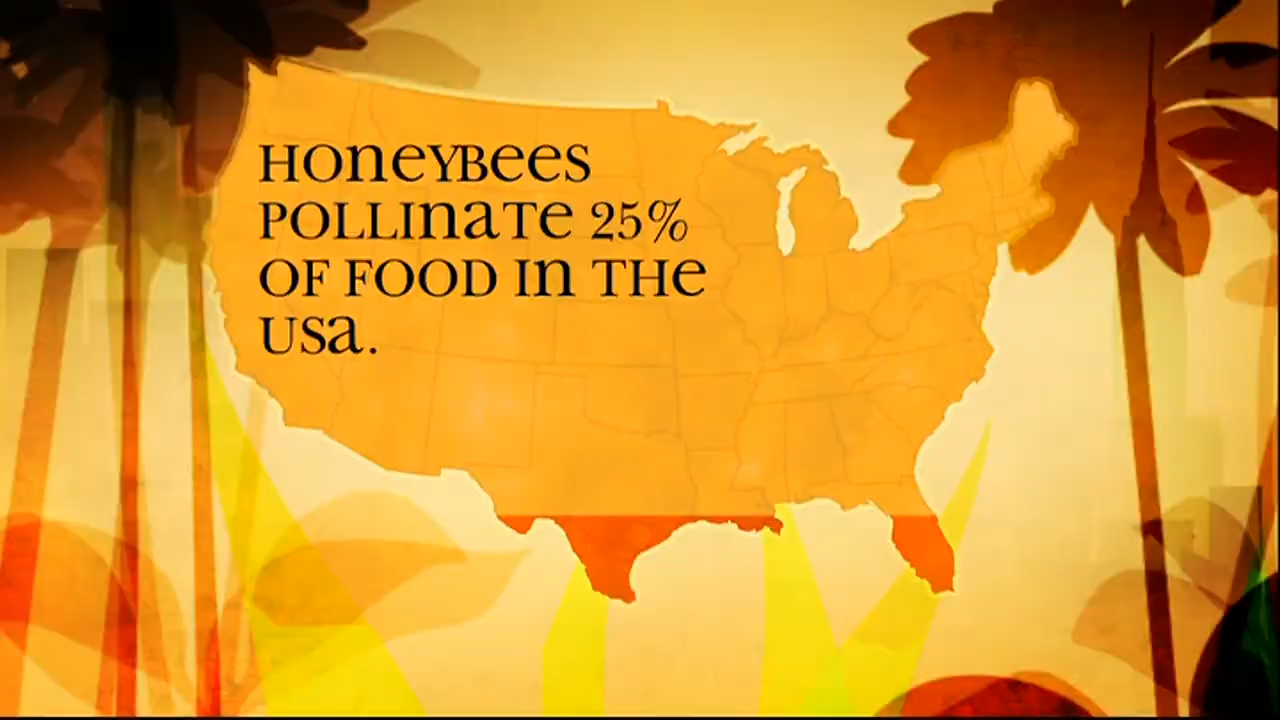 HOneYBees
POLLInaTe 25%
OF FOOD In THe
Usa.